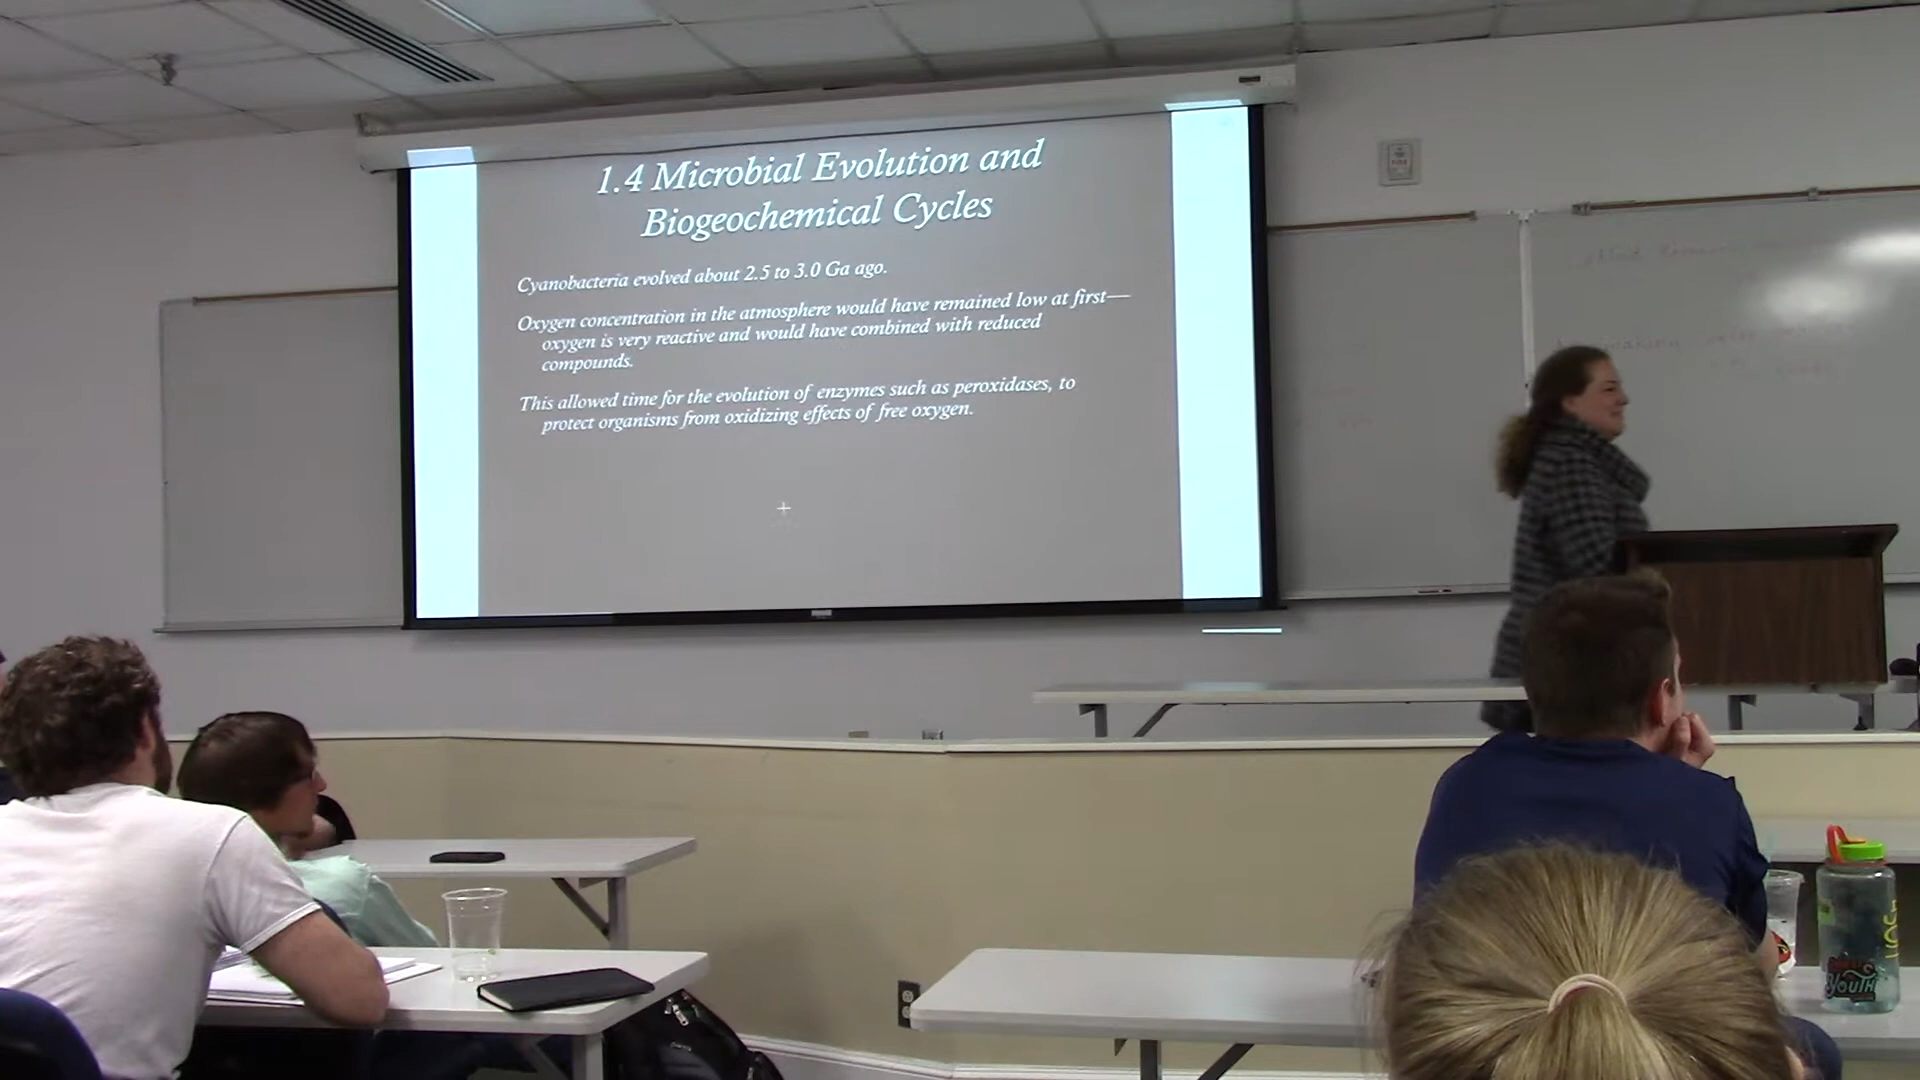 1.4 Microbial Evolution and
Biogeochemical Cycles
Cyanobacteria evolved about 2.5 to 3.0 Ga ago.
Oxygen concentration in the atmosphere would have remained low at first—
oxygen is very reactive and would have combined with reduced
compounds.
This allowed time for the evolution of enzymes such as peroxidases, to
protect organisms from oxidizing effects of free oxygen.
FIRE
Youth